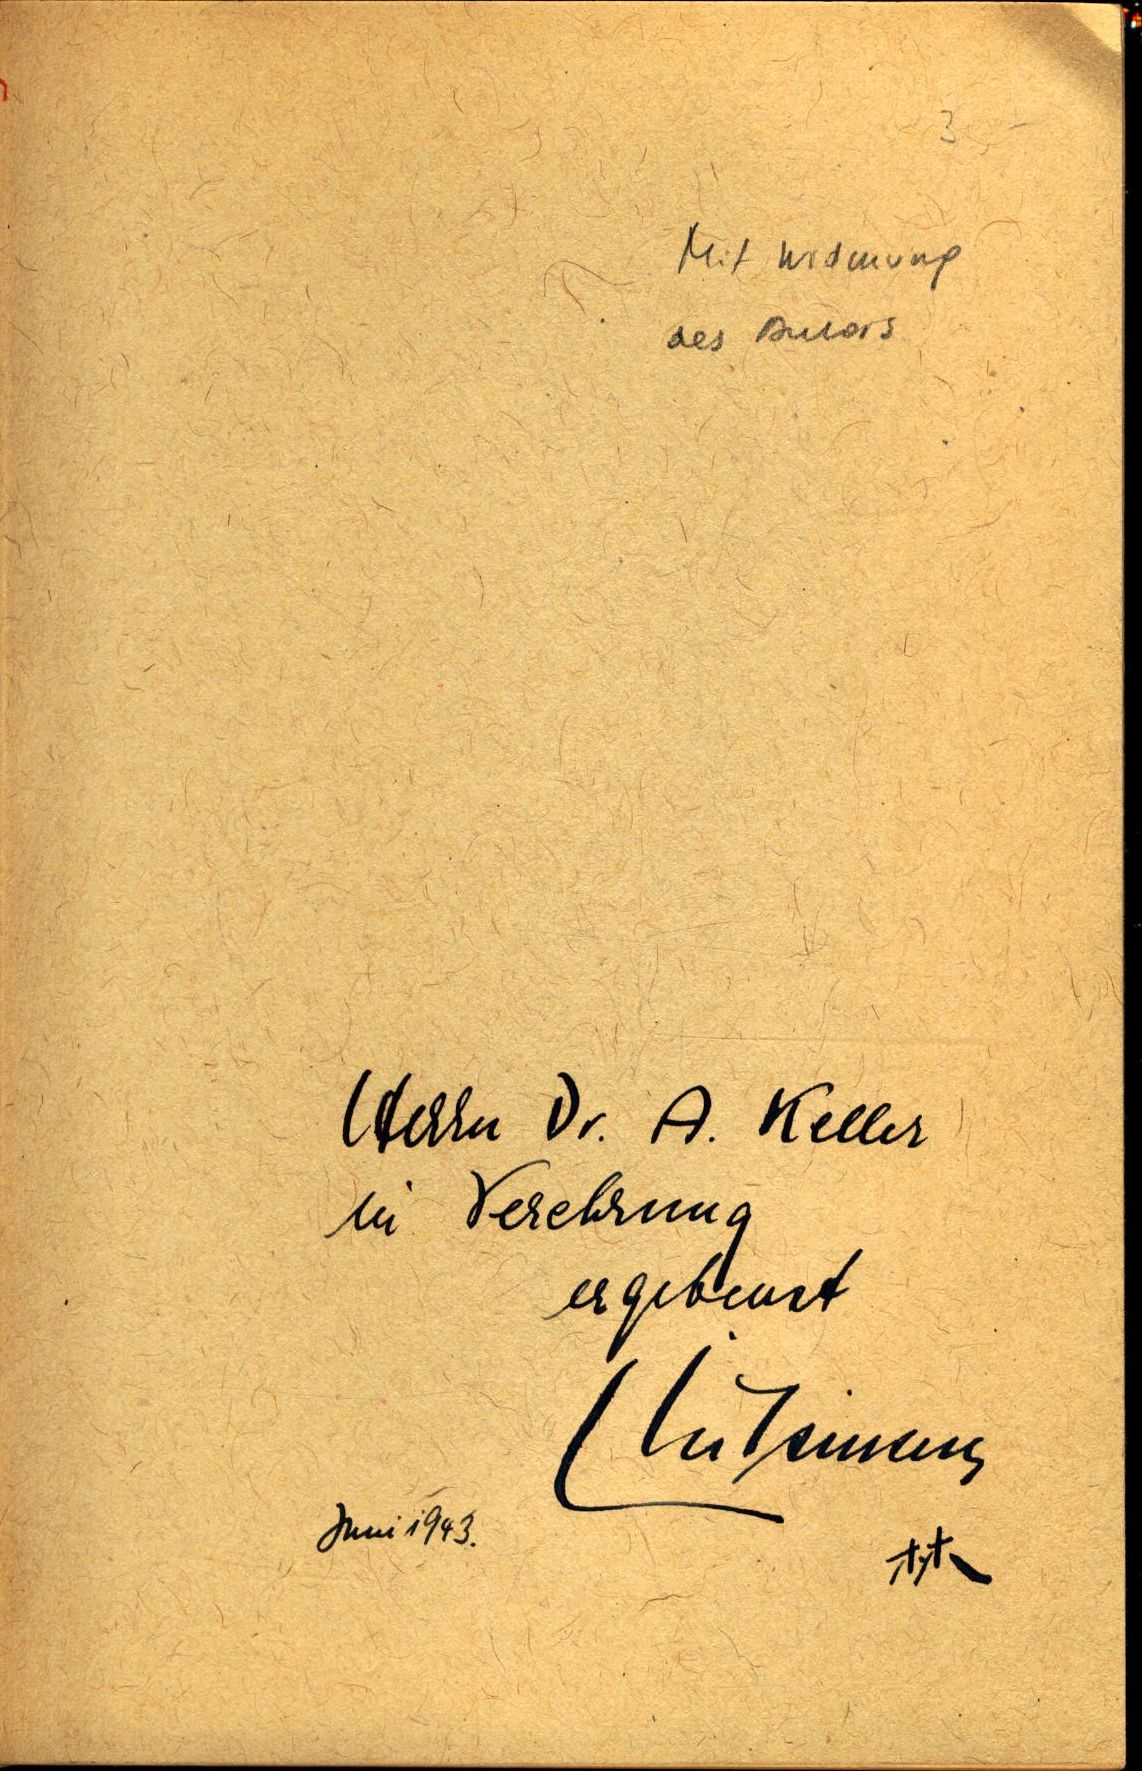 3,-
Mit Widmung
des Autors
Herrn Dr. A. Keller
in Verehrung
ergebenst
Juni 1943.